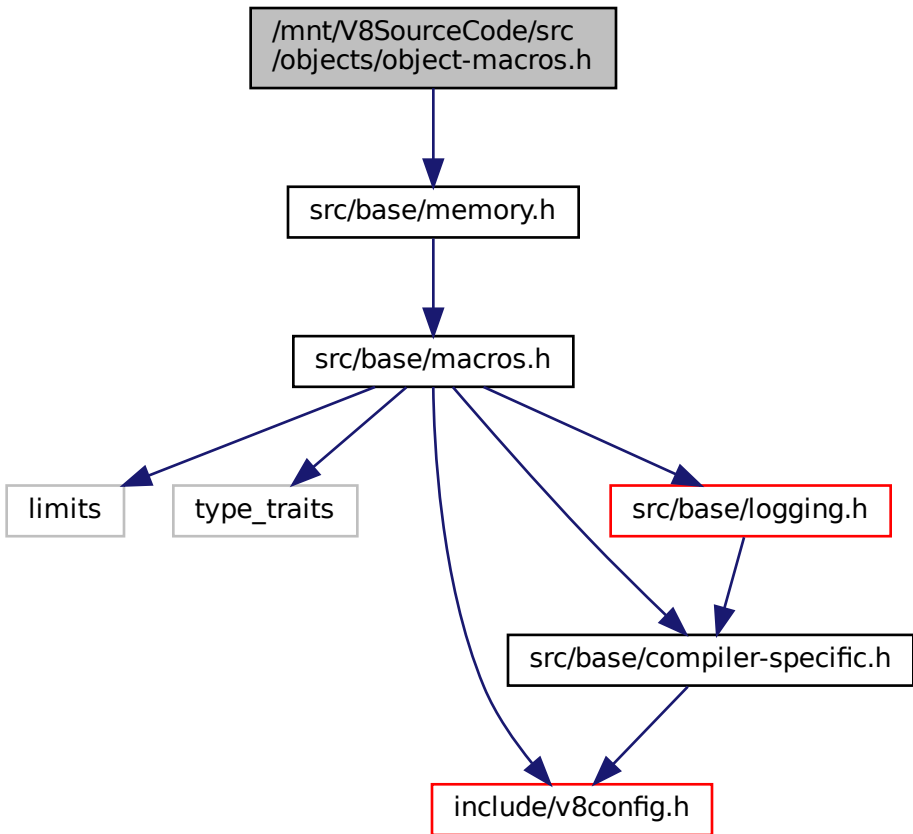 /mnt/V8SourceCode/src
/objects/object-macros.h
src/base/memory.h
src/base/macros.h
limits
type_traits
src/base/logging.h
src/base/compiler-specific.h
include/v8config.h